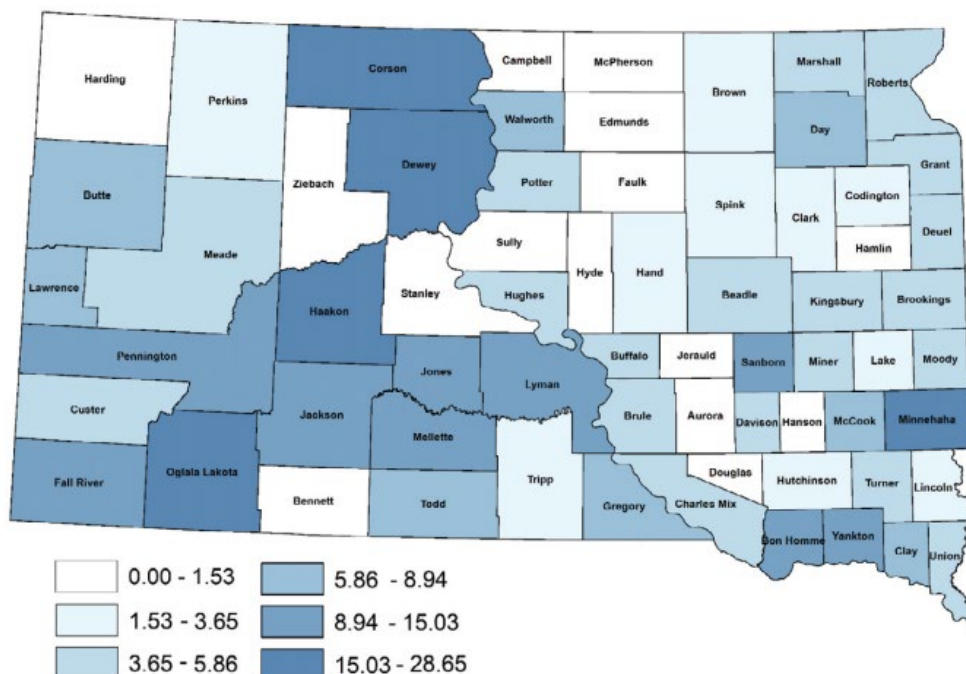 Harding
Perkins
Corson
Campbell
McPherson
Brown
Marshall
Roberts
Walworth
Edmunds
Day
Dewey
Ziebach
Butte
Potter
Faulk
Spink
Clark
Codington
Grant
Hamlin
Deuel
Meade
Sully
Hyde
Hand
Lawrence
Haakon
Stanley
Hughes
Beadle
Kingsbury
Brookings
Pennington
Jones
Lyman
Buffalo
Jerauld
Sanborn
Miner
Lake
Moody
Custer
Jackson
Mellette
Brule
Aurora
Davison
Hanson
McCook
Minnehaha
Fall River
Oglala Lakota
Bennett
Todd
Tripp
Gregory
Charles Mix
Douglas
Hutchinson
Turner
Lincoln
Bon Homme
Yankton
Clay
Union
0.00 - 1.53
5.86 - 8.94
1.53 - 3.65
8.94 - 15.03
3.65 - 5.86
15.03 - 28.65